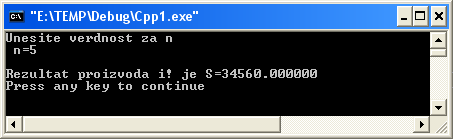 "E:\TEMP\Debug\Cpp1.exe"
Unesite verdnost za n
n=5
Rezultat proizvoda i! je S=34560.000000
Press any key to continue